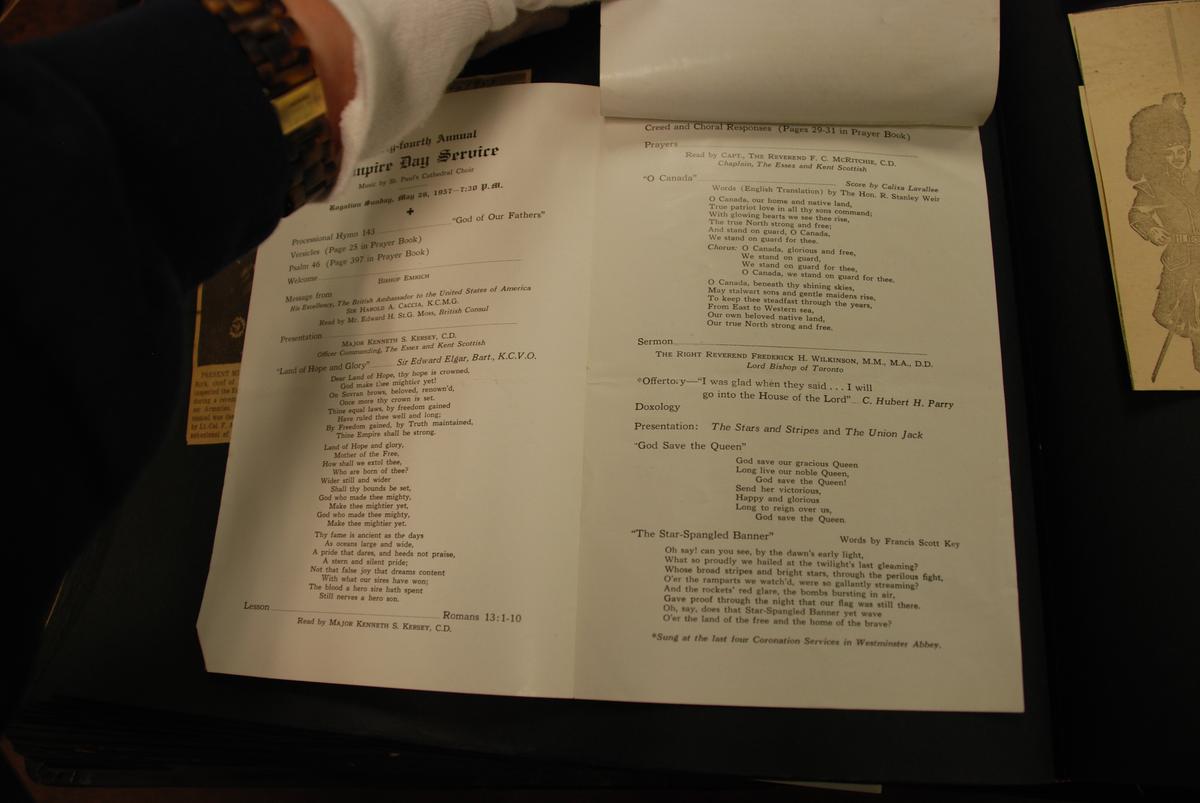 y-fourth Annual
mpire Day Service
Music by St. Paul's Cathedral Choir
Rogation Sunday, May 26, 1957—7:30 P.M.
Processional Hymn 143 "God of Our Fathers"
Versicles (Page 25 in Prayer Book)
Psalm 46 (Page 397 in Prayer Book)
Welcome
Bishop Emrich
Message from
His Excellency, The British Ambassador to the United States of America
Sir Harold A. Caccia, K.C.M.G.
Read by Mr. Edward H. St.G. Moss, British Consul
Presentation
Major Kenneth S. Kersey, C.D.
Officer Commanding, The Essex and Kent Scottish
"Land of Hope and Glory" Sir Edward Elgar, Bart., K.C.V.O.
Dear Land of Hope, thy hope is crowned,
God make thee mightier yet!
On Sovran brows, beloved, renown'd,
Once more thy crown is set.
Thine equal laws, by freedom gained
Have ruled thee well and long;
By Freedom gained, by Truth maintained,
Thine Empire shall be strong.
Land of Hope and glory,
Mother of the Free,
How shall we extol thee,
Who are born of thee?
Wider still and wider
Shall thy bounds be set,
God who made thee mighty,
Make thee mightier yet,
God who made thee mighty,
Make thee mightier yet.
Thy fame is ancient as the days
As oceans large and wide,
A pride that dares, and heeds not praise,
A stern and silent pride;
Not that false joy that dreams content
With what our sires have won;
The blood a hero sire hath spent
Still nerves a hero son.
Lesson Romans 13:1-10
Read by Major Kenneth S. Kersey, C.D.
Creed and Choral Responses (Pages 29-31 in Prayer Book)
Prayers
Read by Capt., The Reverend F. C. McRitchie, C.D.
Chaplain, The Essex and Kent Scottish
"O Canada" Score by Calixa Lavallee
Words (English Translation) by The Hon. R. Stanley Weir
O Canada, our home and native land,
True patriot love in all thy sons command;
With glowing hearts we see thee rise,
The true North strong and free;
And stand on guard, O Canada,
We stand on guard for thee.
Chorus: O Canada, glorious and free,
We stand on guard,
We stand on guard for thee,
O Canada, we stand on guard for thee.
O Canada, beneath thy shining skies,
May stalwart sons and gentle maidens rise,
To keep thee steadfast through the years,
From East to Western sea,
Our own beloved native land,
Our true North strong and free.
Sermon
The Right Reverend Frederick H. Wilkinson, M.M., M.A., D.D.
Lord Bishop of Toronto
*Offertory—"I was glad when they said . . . I will
go into the House of the Lord" C. Hubert H. Parry
Doxology
Presentation: The Stars and Stripes and The Union Jack
"God Save the Queen"
God save our gracious Queen
Long live our noble Queen,
God save the Queen!
Send her victorious,
Happy and glorious
Long to reign over us,
God save the Queen.
"The Star-Spangled Banner" Words by Francis Scott Key
Oh say! can you see, by the dawn's early light,
What so proudly we hailed at the twilight's last gleaming?
Whose broad stripes and bright stars, through the perilous fight,
O'er the ramparts we watch'd, were so gallantly streaming?
And the rockets' red glare, the bombs bursting in air,
Gave proof through the night that our flag was still there.
Oh, say, does that Star-Spangled Banner yet wave
O'er the land of the free and the home of the brave?
*Sung at the last four Coronation Services in Westminster Abbey.